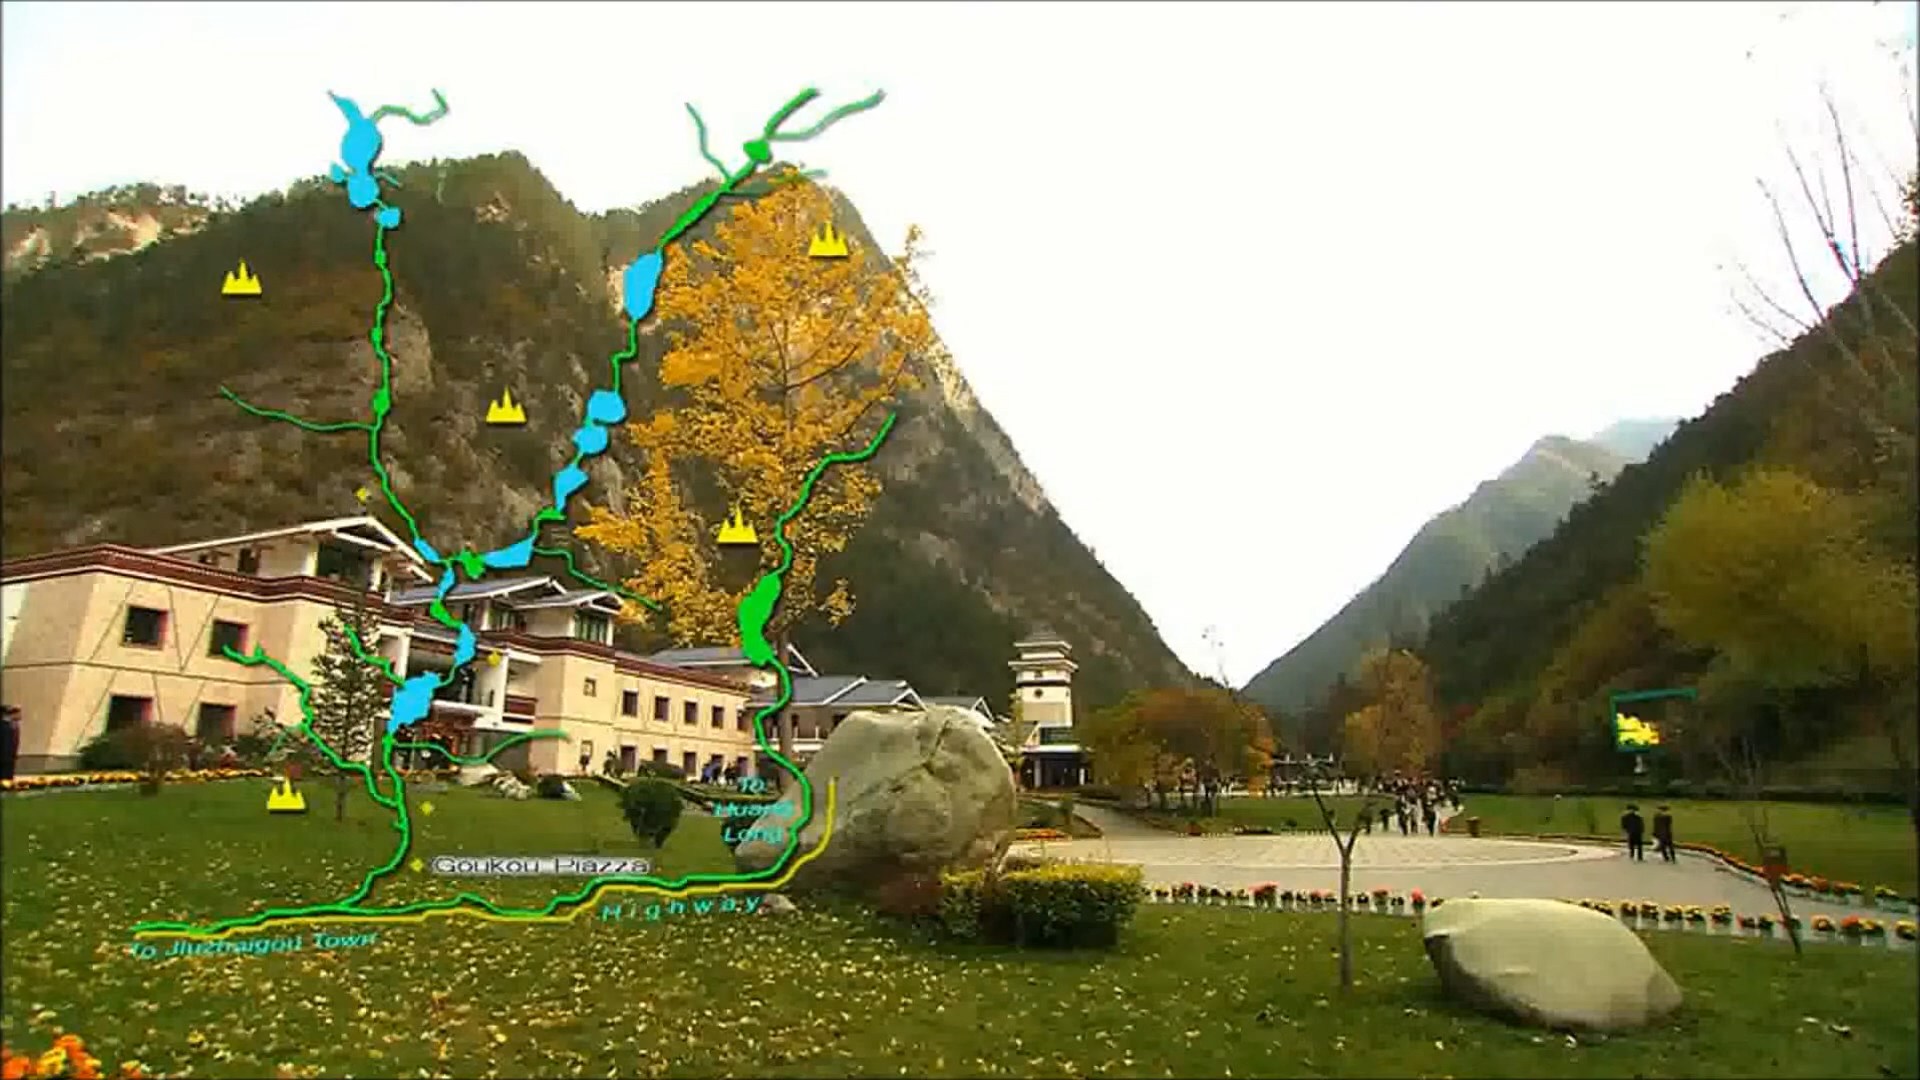 To
Huang
Long
Goukou Piazza
Highway
To Jiuzhaigou Town